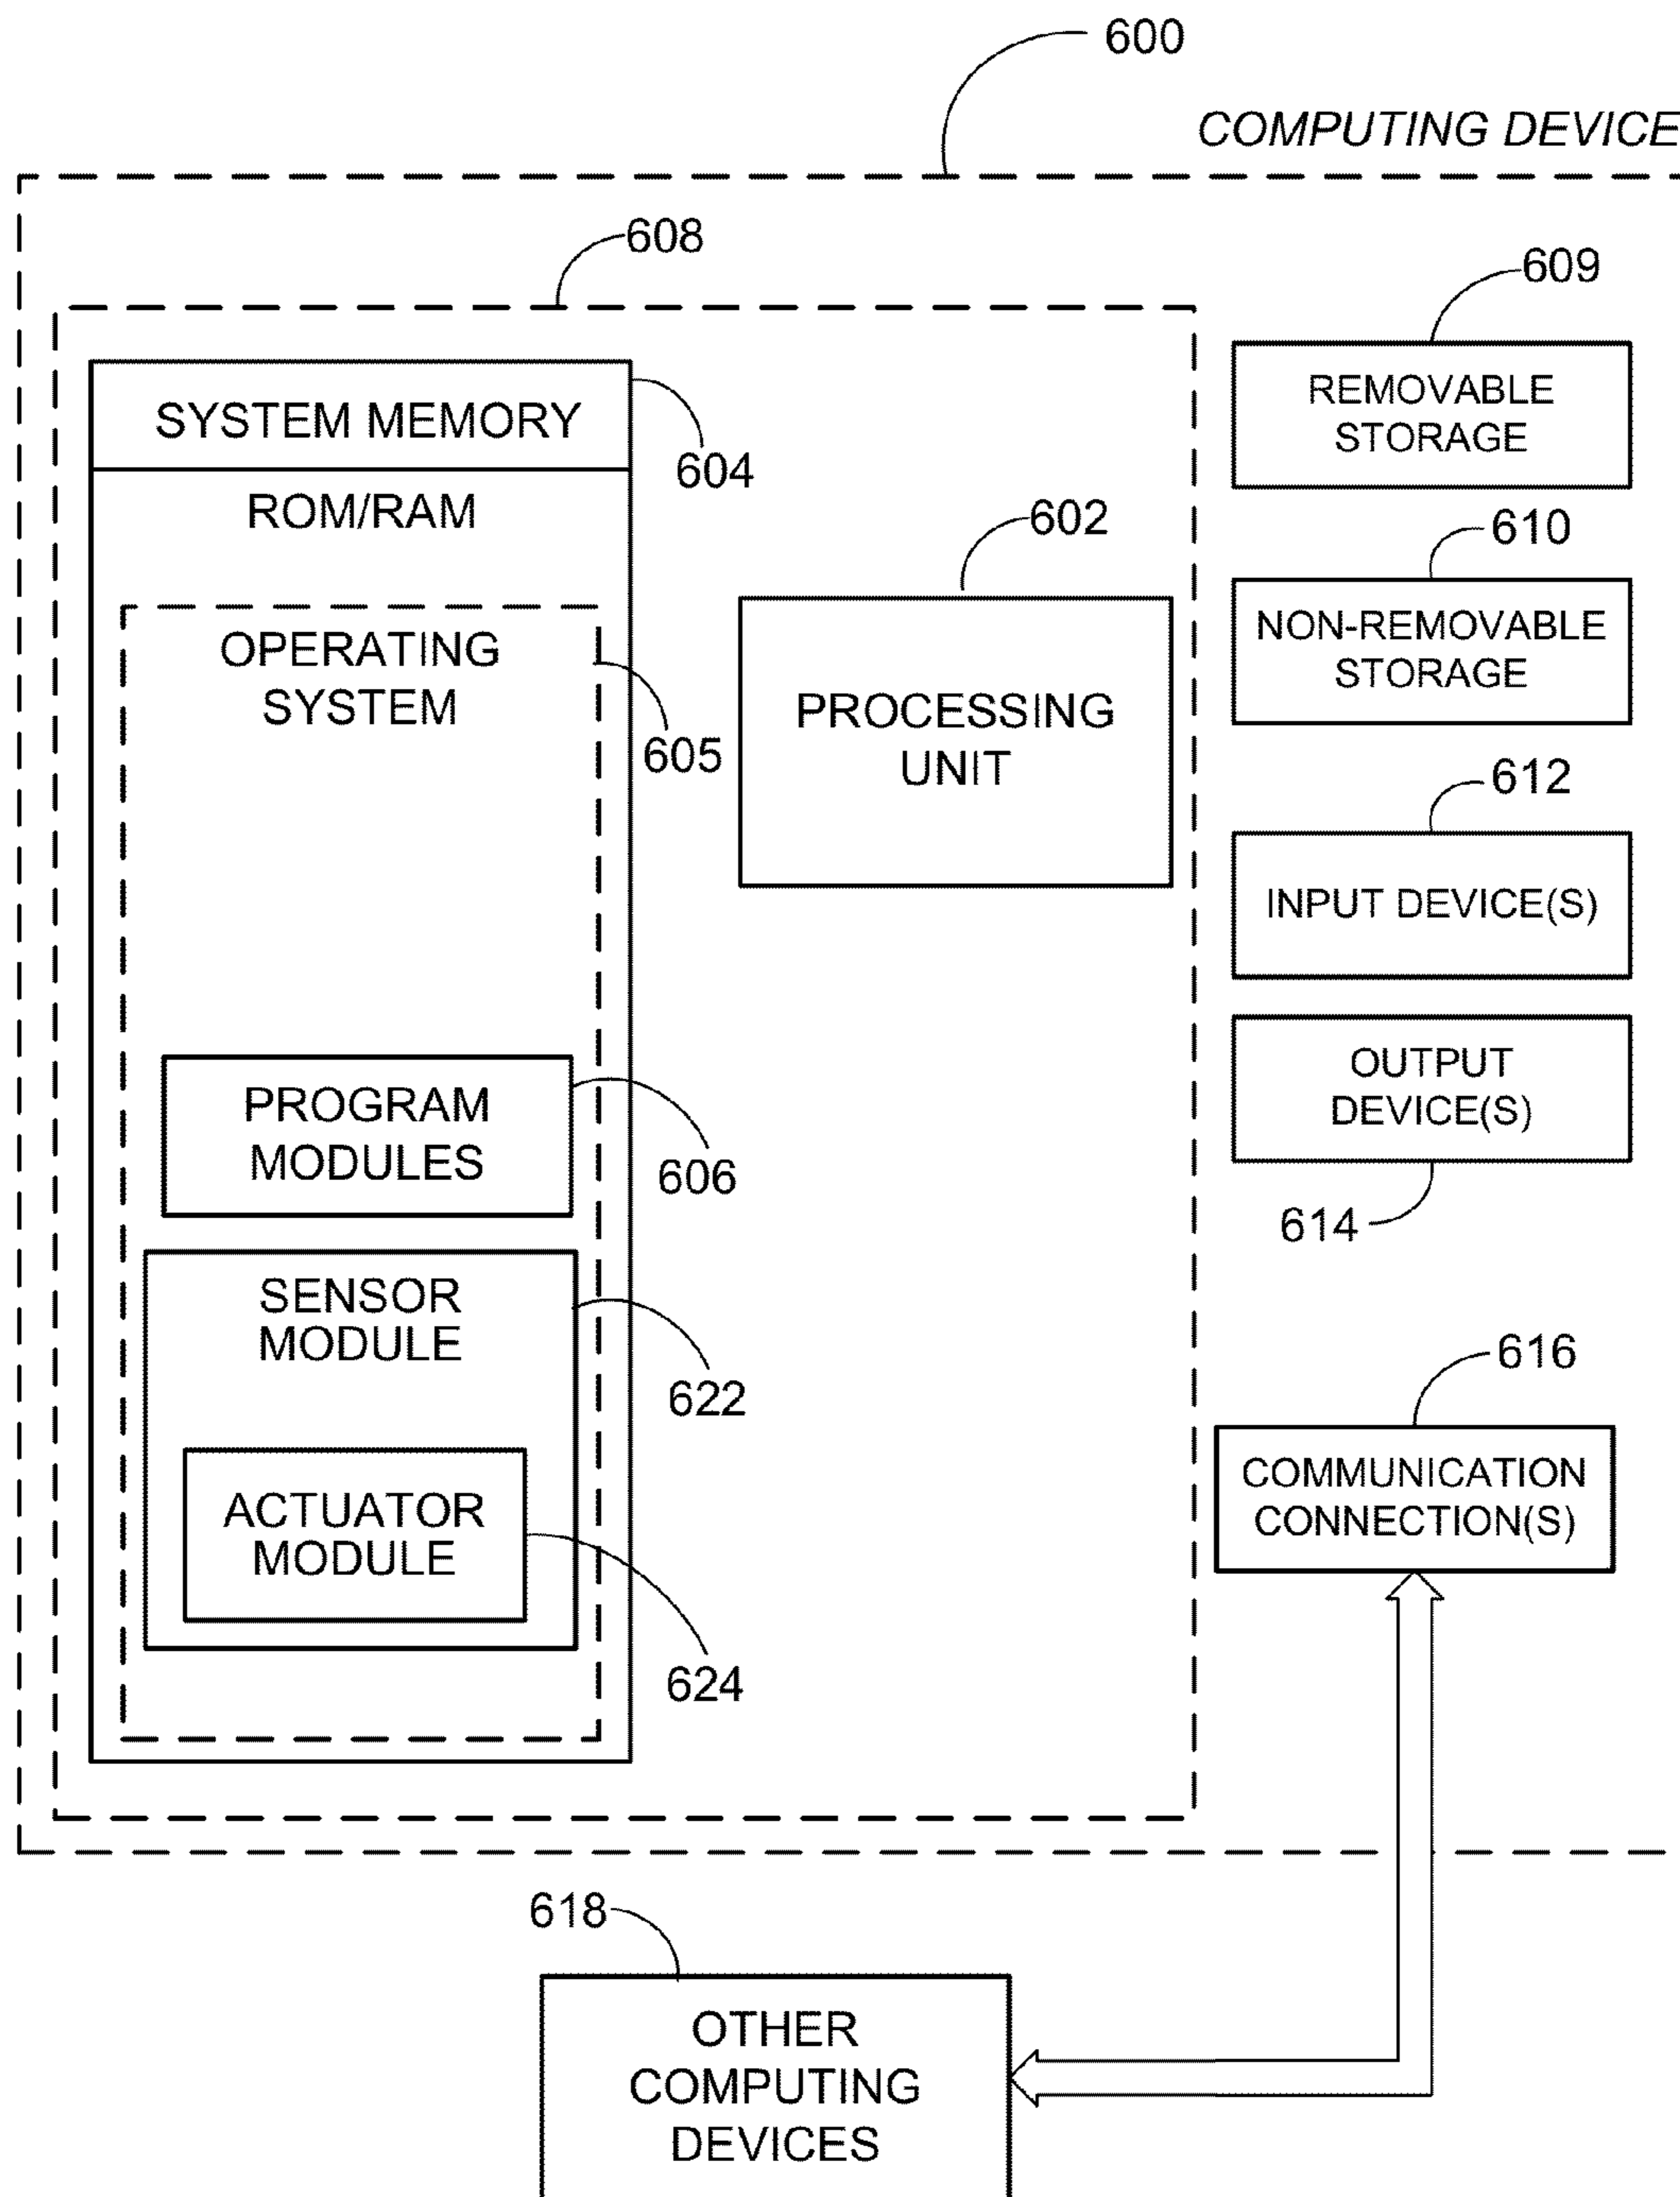 600
COMPUTING DEVICE
608
609
SYSTEM MEMORY
604
ROM/RAM
REMOVABLE
STORAGE
602
610
OPERATING
SYSTEM
605
PROCESSING
UNIT
NON-REMOVABLE
STORAGE
612
INPUT DEVICE(S)
OUTPUT
DEVICE(S)
614
PROGRAM
MODULES
606
SENSOR
MODULE
622
616
ACTUATOR
MODULE
624
COMMUNICATION
CONNECTION(S)
618
OTHER
COMPUTING
DEVICES